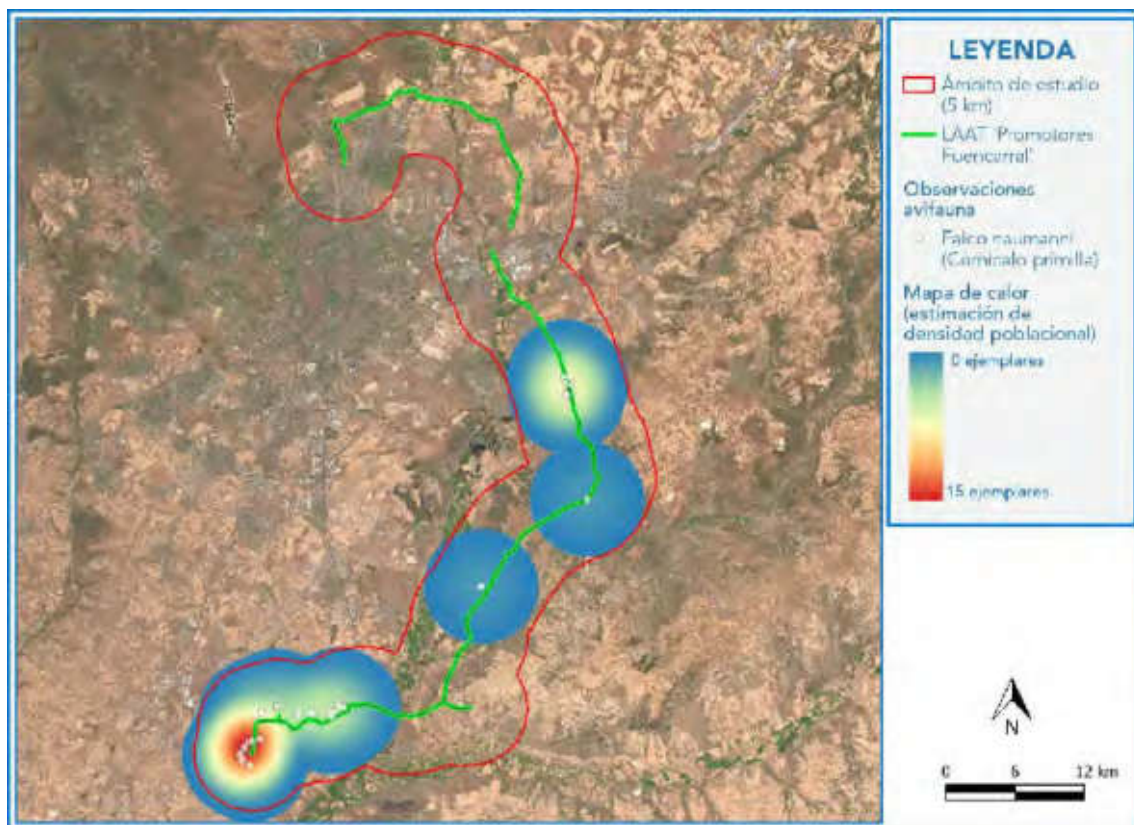 LEYENDA
Ámbito de estudio
(5 km)
LAAT 'Promotores
Fuencarral'
Observaciones
avifauna
Falco naumanni
(Cernícalo primilla)
Mapa de calor
(estimación de
densidad poblacional)
0 ejemplares
15 ejemplares
N
0 6 12 km